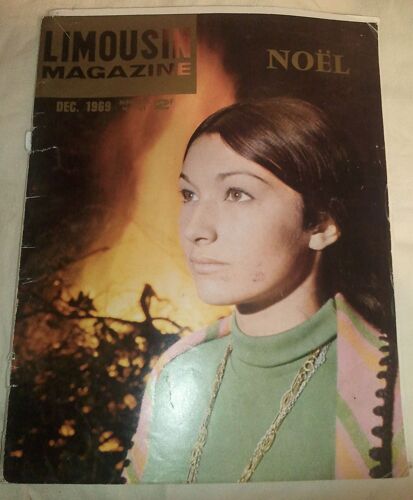 LIMOUSIN
MAGAZINE
NOËL
DEC. 1969